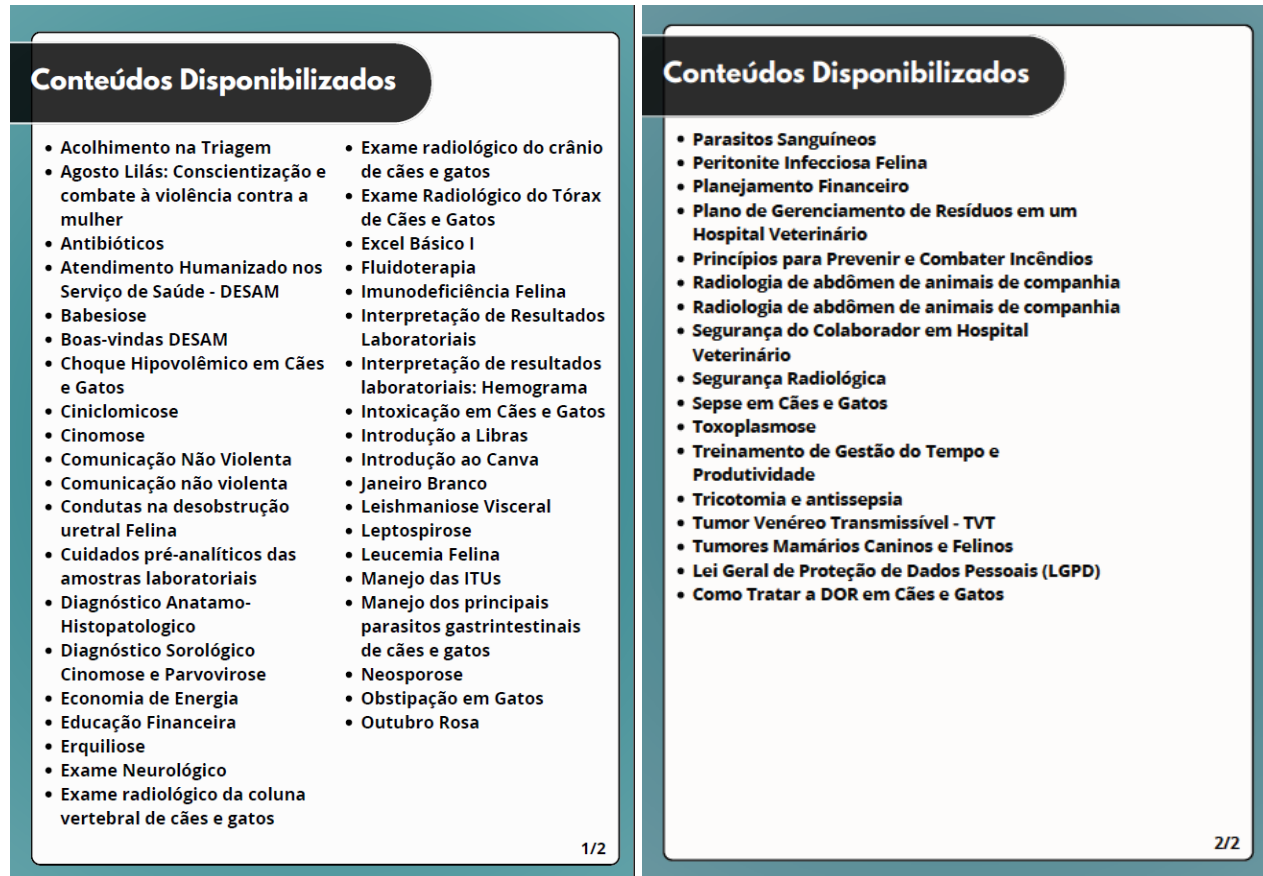 Conteúdos Disponibilizados
• Acolhimento na Triagem
• Agosto Lilás: Conscientização e
combate à violência contra a
mulher
• Antibióticos
• Atendimento Humanizado nos
Serviço de Saúde - DESAM
• Babesiose
• Boas-vindas DESAM
• Choque Hipovolêmico em Cães
e Gatos
• Ciniclomicose
• Cinomose
• Comunicação Não Violenta
• Comunicação não violenta
• Condutas na desobstrução
uretral Felina
• Cuidados pré-analíticos das
amostras laboratoriais
• Diagnóstico Anatamo-
Histopatologico
• Diagnóstico Sorológico
Cinomose e Parvovirose
• Economia de Energia
• Educação Financeira
• Erquiliose
• Exame Neurológico
• Exame radiológico da coluna
vertebral de cães e gatos
• Exame radiológico do crânio
de cães e gatos
• Exame Radiológico do Tórax
de Cães e Gatos
• Excel Básico I
• Fluidoterapia
• Imunodeficiência Felina
• Interpretação de Resultados
Laboratoriais
• Interpretação de resultados
laboratoriais: Hemograma
• Intoxicação em Cães e Gatos
• Introdução a Libras
• Introdução ao Canva
• Janeiro Branco
• Leishmaniose Visceral
• Leptospirose
• Leucemia Felina
• Manejo das ITUs
• Manejo dos principais
parasitos gastrintestinais
de cães e gatos
• Neosporose
• Obstipação em Gatos
• Outubro Rosa
1/2
Conteúdos Disponibilizados
• Parasitos Sanguíneos
• Peritonite Infecciosa Felina
• Planejamento Financeiro
• Plano de Gerenciamento de Resíduos em um
Hospital Veterinário
• Princípios para Prevenir e Combater Incêndios
• Radiologia de abdômen de animais de companhia
• Radiologia de abdômen de animais de companhia
• Segurança do Colaborador em Hospital
Veterinário
• Segurança Radiológica
• Sepse em Cães e Gatos
• Toxoplasmose
• Treinamento de Gestão do Tempo e
Produtividade
• Tricotomia e antissepsia
• Tumor Venéreo Transmissível - TVT
• Tumores Mamários Caninos e Felinos
• Lei Geral de Proteção de Dados Pessoais (LGPD)
• Como Tratar a DOR em Cães e Gatos
2/2